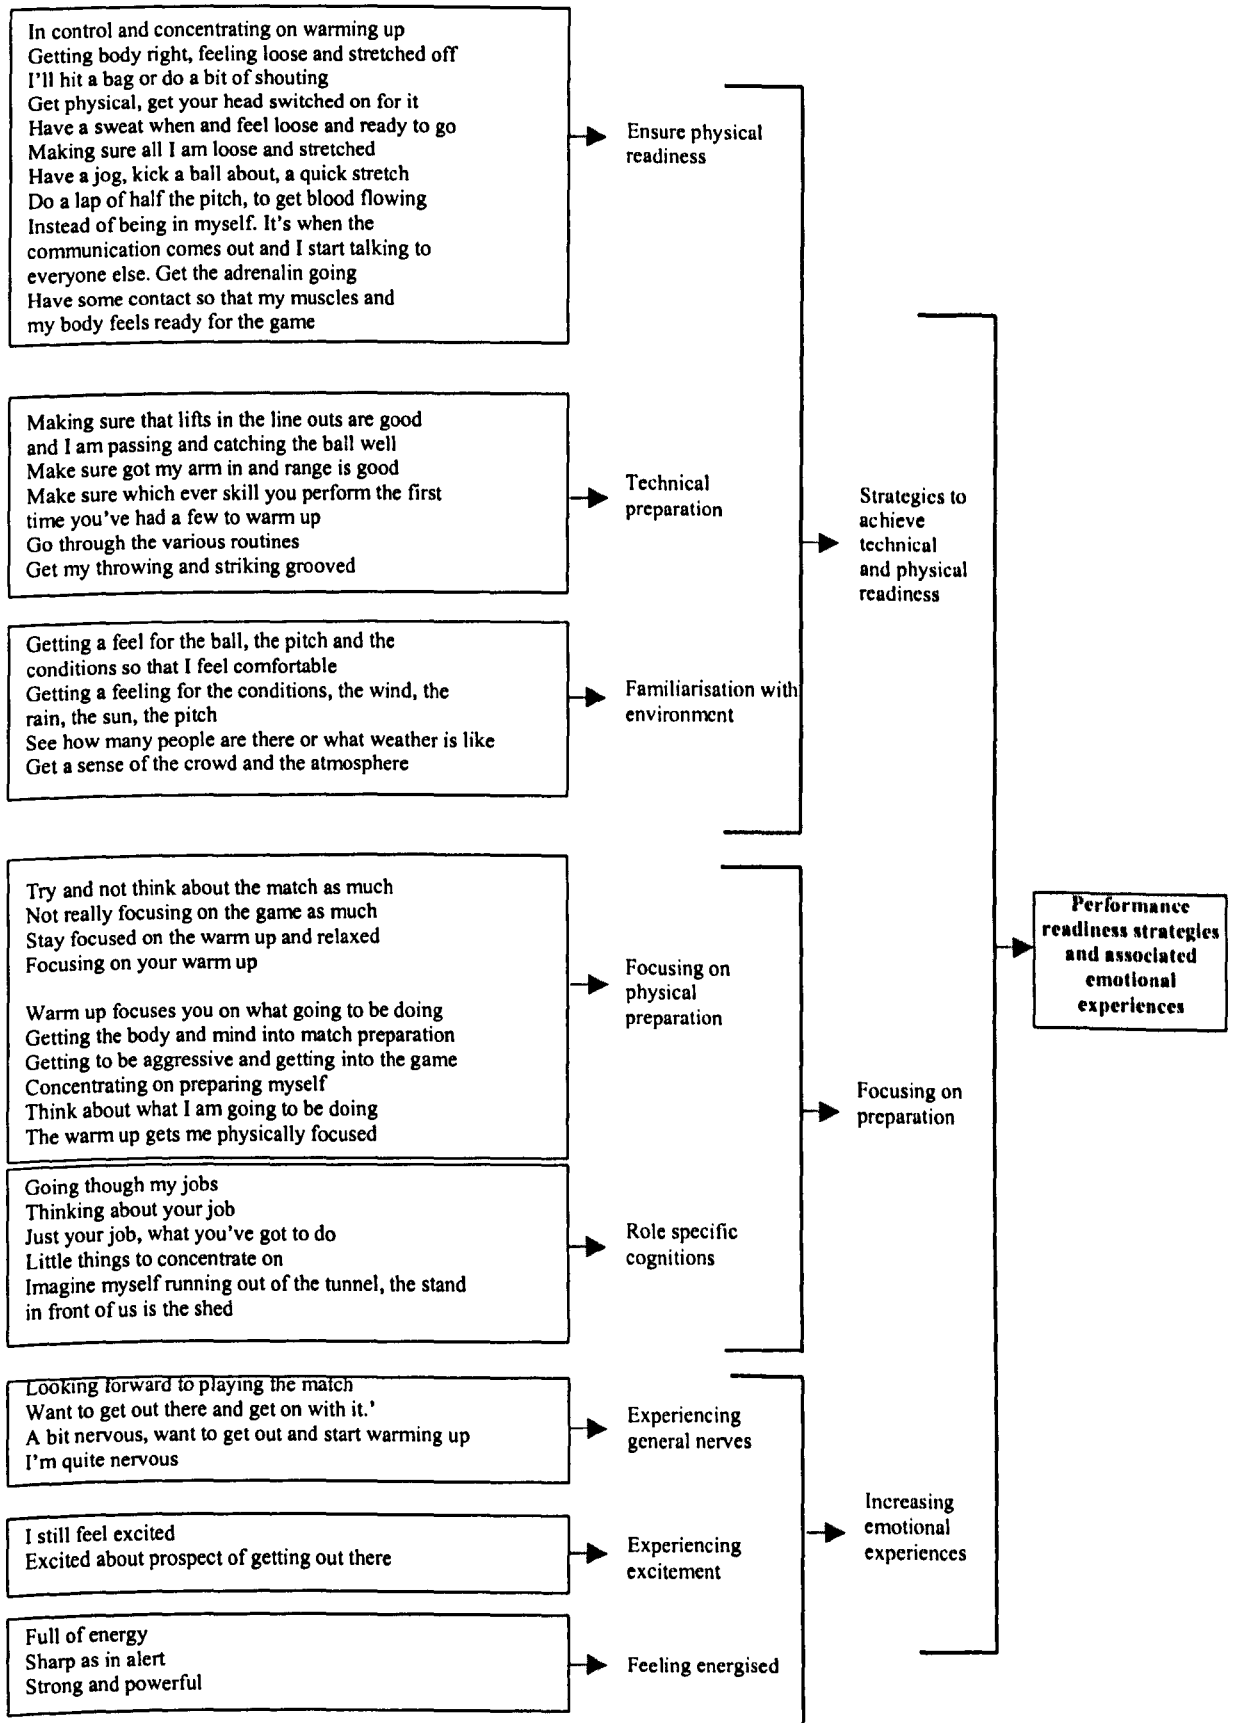 In control and concentrating on warming up
Getting body right, feeling loose and stretched off
I'll hit a bag or do a bit of shouting
Get physical, get your head switched on for it
Have a sweat when and feel loose and ready to go
Making sure all I am loose and stretched
Have a jog, kick a ball about, a quick stretch
Do a lap of half the pitch, to get blood flowing
Instead of being in myself. It's when the
communication comes out and I start talking to
everyone else. Get the adrenalin going
Have some contact so that my muscles and
my body feels ready for the game
Ensure physical
readiness
Making sure that lifts in the line outs are good
and I am passing and catching the ball well
Make sure got my arm in and range is good
Make sure which ever skill you perform the first
time you've had a few to warm up
Go through the various routines
Get my throwing and striking grooved
Technical
preparation
Getting a feel for the ball, the pitch and the
conditions so that I feel comfortable
Getting a feeling for the conditions, the wind, the
rain, the sun, the pitch
See how many people are there or what weather is like
Get a sense of the crowd and the atmosphere
Familiarisation with
environment
Strategies to
achieve
technical
and physical
readiness
Try and not think about the match as much
Not really focusing on the game as much
Stay focused on the warm up and relaxed
Focusing on your warm up
Warm up focuses you on what going to be doing
Getting the body and mind into match preparation
Getting to be aggressive and getting into the game
Concentrating on preparing myself
Think about what I am going to be doing
The warm up gets me physically focused
Focusing on
physical
preparation
Going though my jobs
Thinking about your job
Just your job, what you've got to do
Little things to concentrate on
Imagine myself running out of the tunnel, the stand
in front of us is the shed
Role specific
cognitions
Focusing on
preparation
Looking forward to playing the match
Want to get out there and get on with it.'
A bit nervous, want to get out and start warming up
I'm quite nervous
Experiencing
general nerves
I still feel excited
Excited about prospect of getting out there
Experiencing
excitement
Full of energy
Sharp as in alert
Strong and powerful
Feeling energised
Increasing
emotional
experiences
Performance
readiness strategies
and associated
emotional
experiences